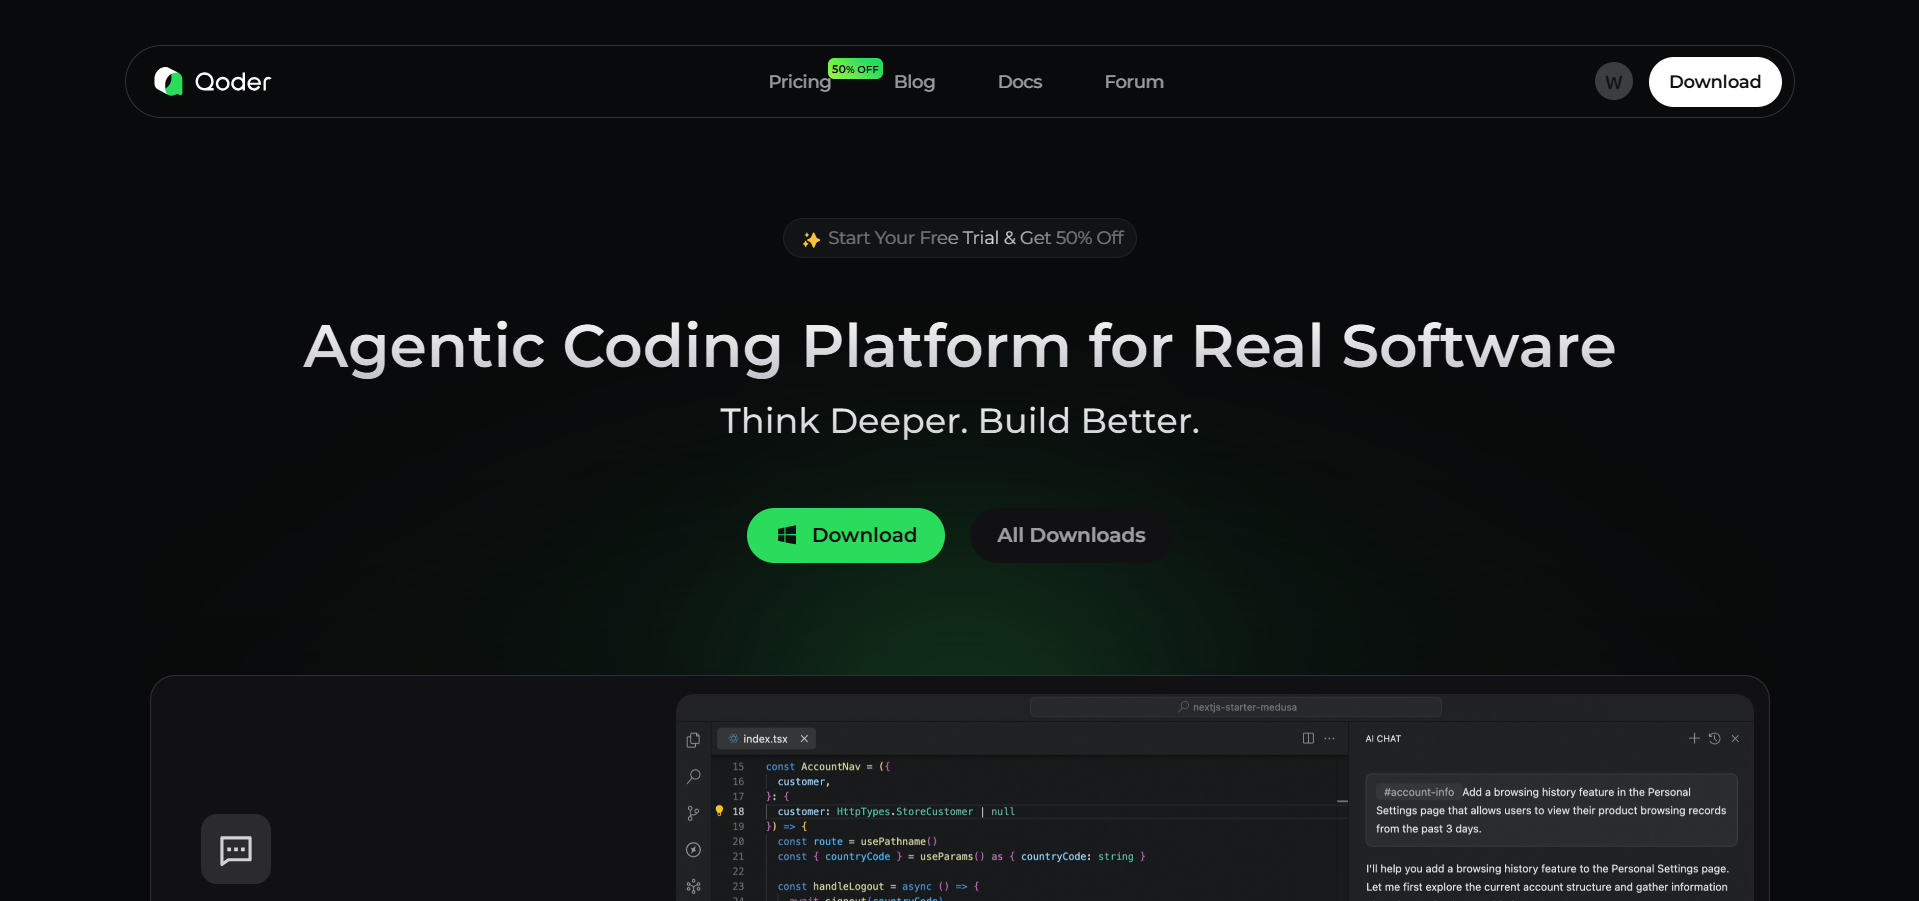 Qoder
Pricing
50% OFF
Blog
Docs
Forum
W
Download
✨ Start Your Free Trial & Get 50% Off
Agentic Coding Platform for Real Software
Think Deeper. Build Better.
Download
All Downloads
nextjs-starter-medusa
index.tsx
AI CHAT
15 const AccountNav = ({
16 customer,
17 }: {
18 customer: HttpTypes.StoreCustomer | null
19 }) => {
20 const route = usePathname()
21 const { countryCode } = useParams() as { countryCode: string }
22
23 const handleLogout = async () => {
24 await signout(countryCode)
#account-info Add a browsing history feature in the Personal
Settings page that allows users to view their product browsing records
from the past 3 days.
I'll help you add a browsing history feature to the Personal Settings page.
Let me first explore the current account structure and gather information